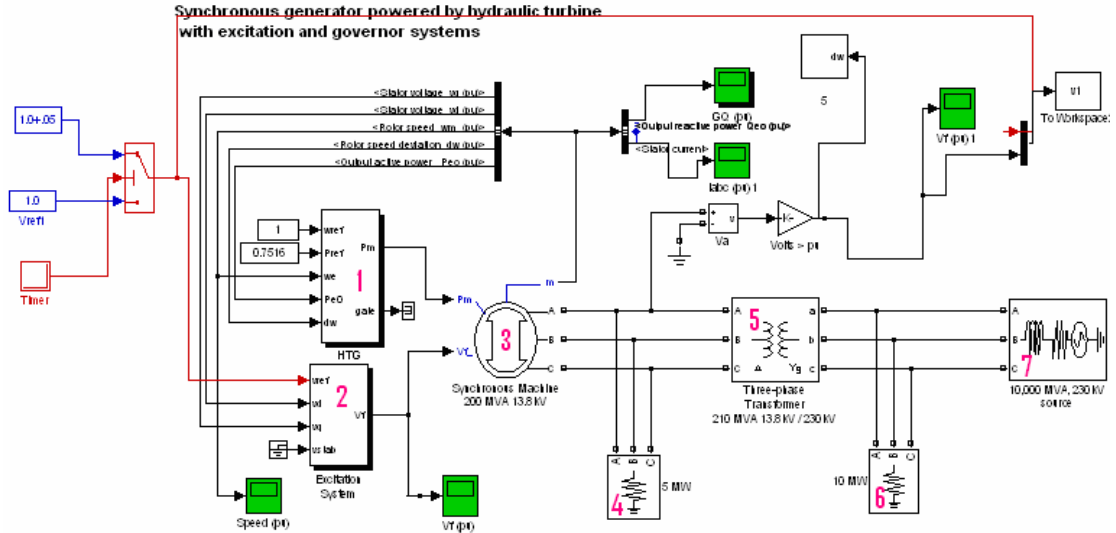 Synchronous generator powered by hydraulic turbine
with excitation and governor systems
1.0+.05
1.0
Vref1
Timer
<Stator voltage vq (pu)>
<Stator voltage vd (pu)>
<Rotor speed wm (pu)>
<Rotor speed deviation dw (pu)>
<Output active power Peo (pu)>
GQ (pu)
<Output reactive power Qeo (pu)>
<Stator current>
Iabc (pu) 1
dw
5
Vf (pu) 1
v1
To Workspace2
+
-
v
Va
K-
Volts > pu
1
0.7516
wref
Pref
we
Pe0
dw
Pm
gate
1
HTG
vref
vd
vq
vstab
Vf
2
Excitation
System
Speed (pu)
Vf (pu)
Pm
Vf_
m
A
B
C
3
Synchronous Machine
200 MVA 13.8 kV
A
B
C
a
b
c
5
Δ
Yg
Three-phase
Transformer
210 MVA 13.8 kV / 230 kV
A
B
C
7
10,000 MVA, 230 kV
source
A B C
4
5 MW
A B C
6
10 MW